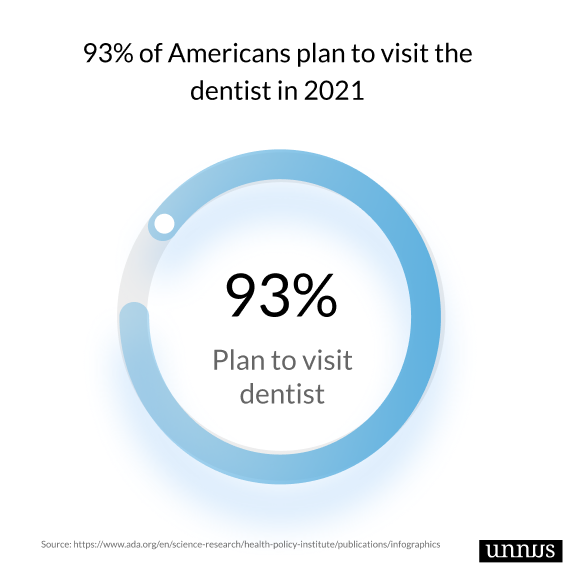 93% of Americans plan to visit the
dentist in 2021
93%
Plan to visit
dentist
Source: https://www.ada.org/en/science-research/health-policy-institute/publications/infographics
unnus